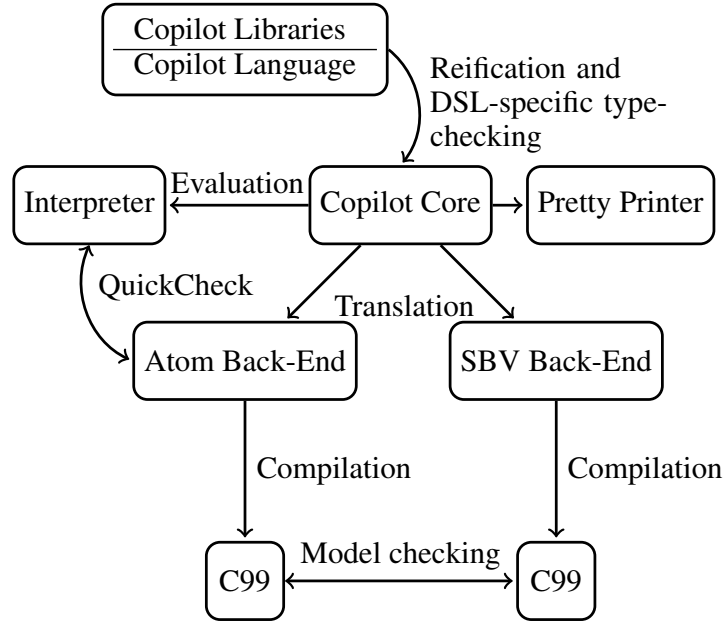 Copilot Libraries
Copilot Language
Reification and
DSL-specific type-
checking
Evaluation
Interpreter
Copilot Core
Pretty Printer
QuickCheck
Translation
Atom Back-End
SBV Back-End
Compilation
Compilation
Model checking
C99
C99